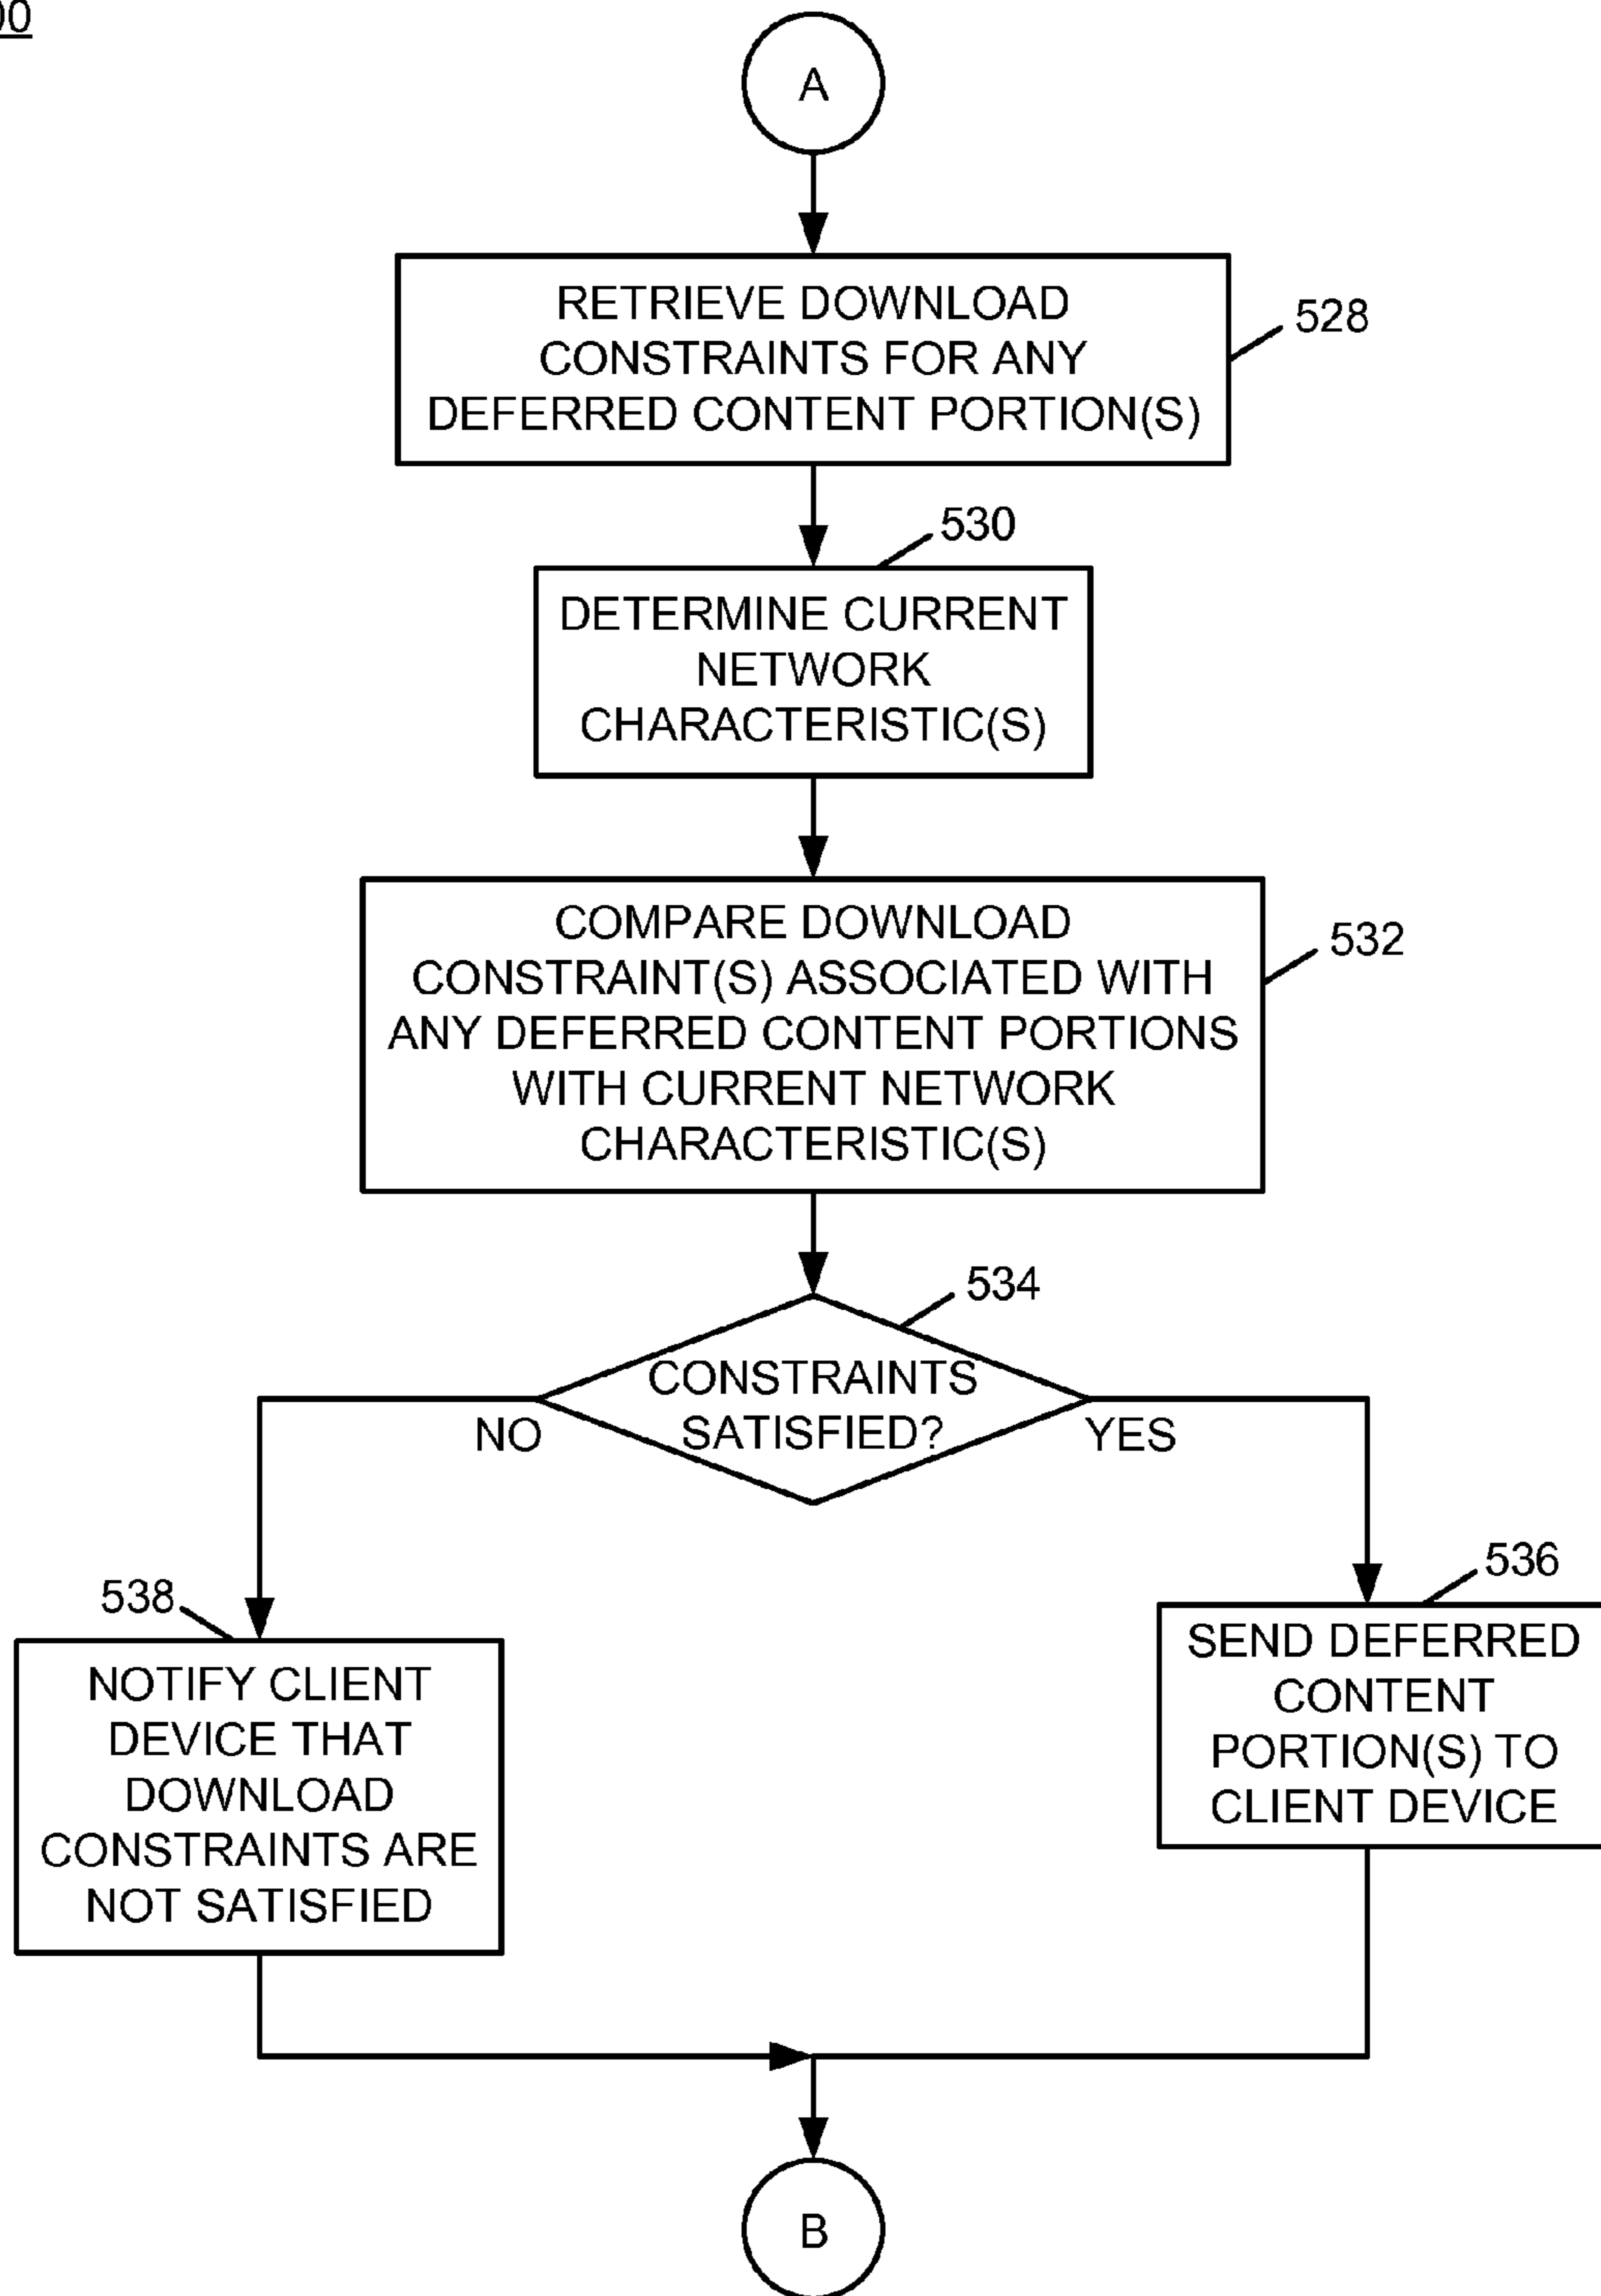 00
A
RETRIEVE DOWNLOAD
CONSTRAINTS FOR ANY
DEFERRED CONTENT PORTION(S)
528
530
DETERMINE CURRENT
NETWORK
CHARACTERISTIC(S)
COMPARE DOWNLOAD
CONSTRAINT(S) ASSOCIATED WITH
ANY DEFERRED CONTENT PORTIONS
WITH CURRENT NETWORK
CHARACTERISTIC(S)
532
534
CONSTRAINTS
SATISFIED?
NO
YES
538
NOTIFY CLIENT
DEVICE THAT
DOWNLOAD
CONSTRAINTS ARE
NOT SATISFIED
536
SEND DEFERRED
CONTENT
PORTION(S) TO
CLIENT DEVICE
B